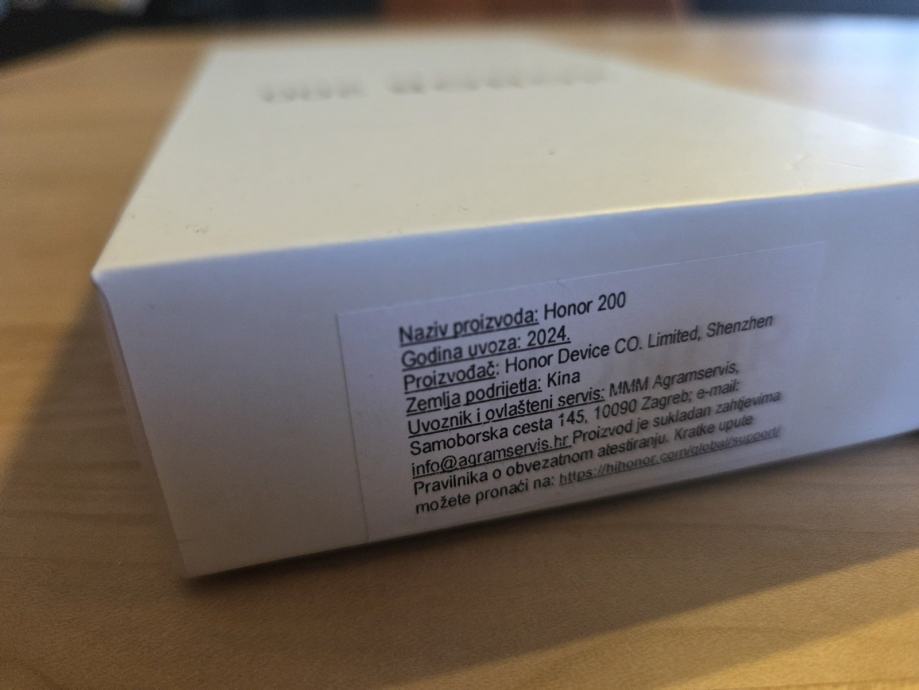 Naziv proizvoda: Honor 200
Godina uvoza: 2024.
Proizvođač: Honor Device CO. Limited, Shenzhen
Zemlja podrijetla: Kina
Uvoznik i ovlašteni servis: MMM Agramservis,
Samoborska cesta 145, 10090 Zagreb; e-mail:
info@agramservis.hr Proizvod je sukladan zahtjevima
Pravilnika o obvezatnom atestiranju. Kratke upute
možete pronaći na: https://hihonor.com/global/support/